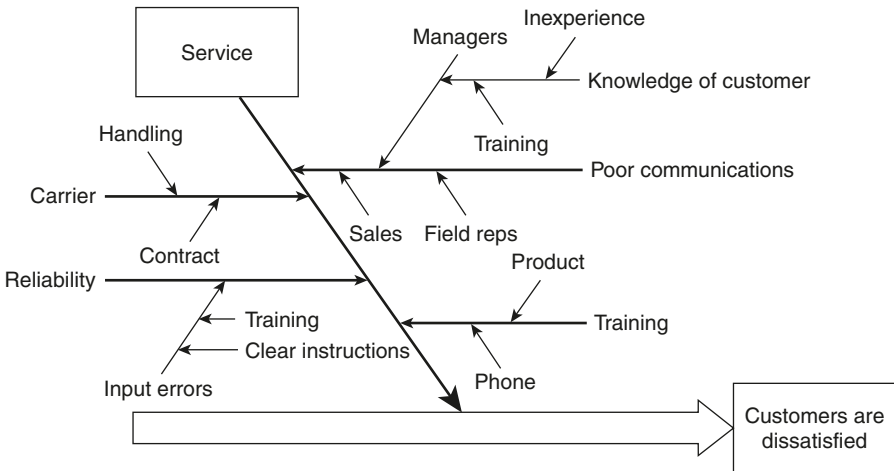 Inexperience
Managers
Service
Knowledge of customer
Handling
Training
Poor communications
Carrier
Sales
Field reps
Contract
Product
Reliability
Training
Training
Clear instructions
Phone
Input errors
Customers are
dissatisfied